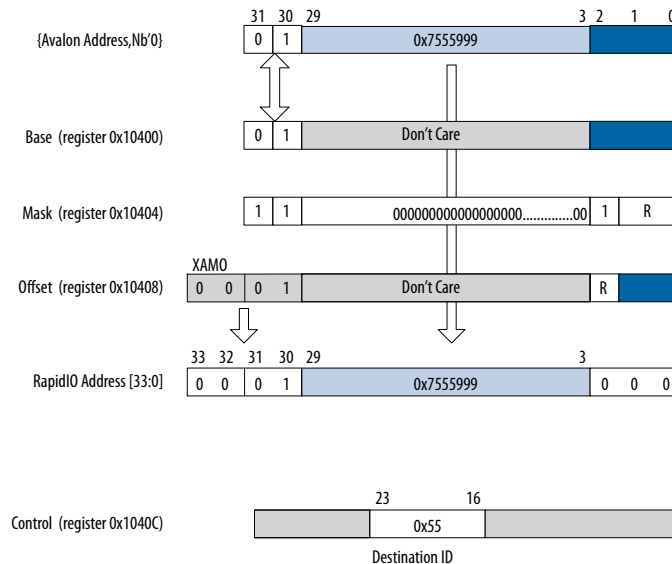 31 30 29 3 2 1
{Avalon Address,Nb'0} 0 1 0x7555999
Base (register 0x10400) 0 1 Don't Care
Mask (register 0x10404) 1 1 000000000000000000..............00 1 R
XAMO
Offset (register 0x10408) 0 0 0 1 Don't Care R
33 32 31 30 29 3
RapidIO Address [33:0] 0 0 0 1 0x7555999 0 0 0
23 16
Control (register 0x1040C) 0x55
Destination ID